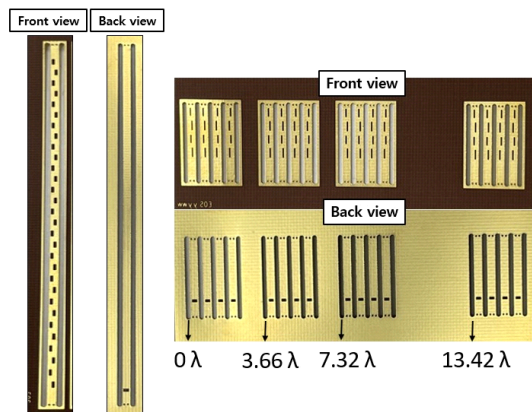 Front view
Back view
Front view
Back view
0 λ
3.66 λ
7.32 λ
13.42 λ